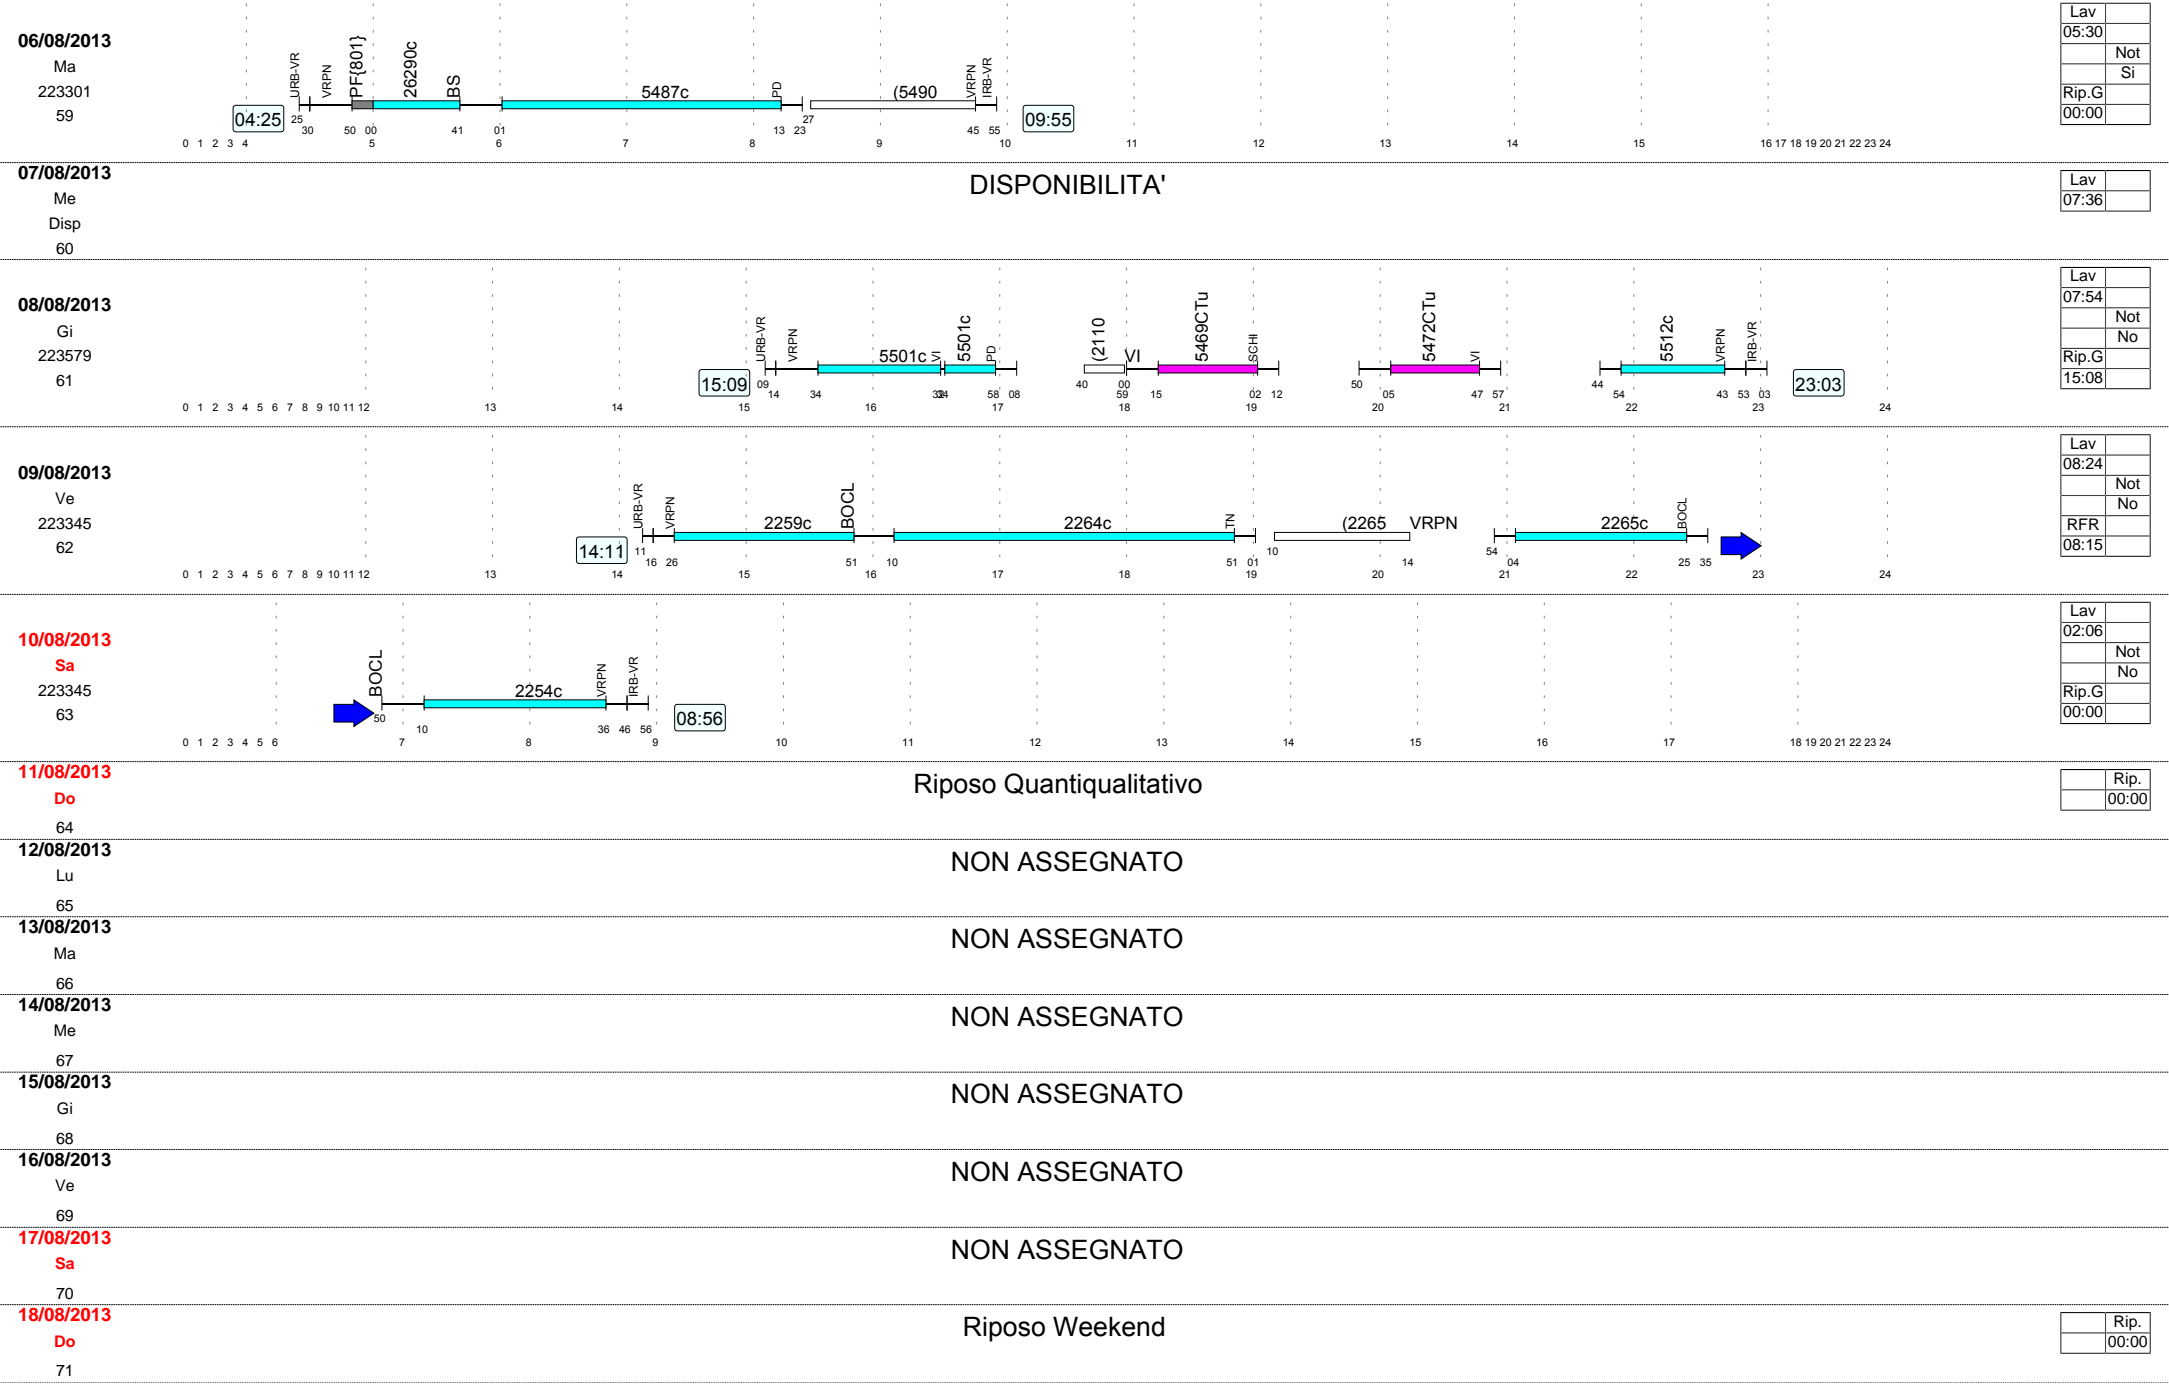 06/08/2013
Ma
223301
59
04:25
URB-VR
VRPN
PF{801}
26290c
BS
5487c
PD
(5490
VRPN
IRB-VR
09:55
25 30 50 00 41 01 13 23 27 45 55
0 1 2 3 4 5 6 7 8 9 10 11 12 13 14 15 16 17 18 19 20 21 22 23 24
Lav
05:30
Not
Si
Rip.G
00:00
07/08/2013
Me
Disp
60
DISPONIBILITA'
Lav
07:36
08/08/2013
Gi
223579
61
15:09
URB-VR
VRPN
5501c
VI
5501c
PD
(2110
VI
5469CTu
SCHI
5472CTu
VI
5512c
VRPN
IRB-VR
23:03
09 14 34 34 58 08 40 59 00 15 02 12 50 05 47 57 44 54 43 53 03
0 1 2 3 4 5 6 7 8 9 10 11 12 13 14 15 16 17 18 19 20 21 22 23 24
Lav
07:54
Not
No
Rip.G
15:08
09/08/2013
Ve
223345
62
14:11
URB-VR
VRPN
2259c
BOCL
2264c
TN
(2265
VRPN
2265c
BOCL
11 16 26 51 10 51 01 10 14 54 04 25 35
0 1 2 3 4 5 6 7 8 9 10 11 12 13 14 15 16 17 18 19 20 21 22 23 24
Lav
08:24
Not
No
RFR
08:15
10/08/2013
Sa
223345
63
BOCL
2254c
VRPN
IRB-VR
08:56
50 10 36 46 56
0 1 2 3 4 5 6 7 8 9 10 11 12 13 14 15 16 17 18 19 20 21 22 23 24
Lav
02:06
Not
No
Rip.G
00:00
11/08/2013
Do
64
Riposo Quantiqualitativo
Rip.
00:00
12/08/2013
Lu
65
NON ASSEGNATO
13/08/2013
Ma
66
NON ASSEGNATO
14/08/2013
Me
67
NON ASSEGNATO
15/08/2013
Gi
68
NON ASSEGNATO
16/08/2013
Ve
69
NON ASSEGNATO
17/08/2013
Sa
70
NON ASSEGNATO
18/08/2013
Do
71
Riposo Weekend
Rip.
00:00